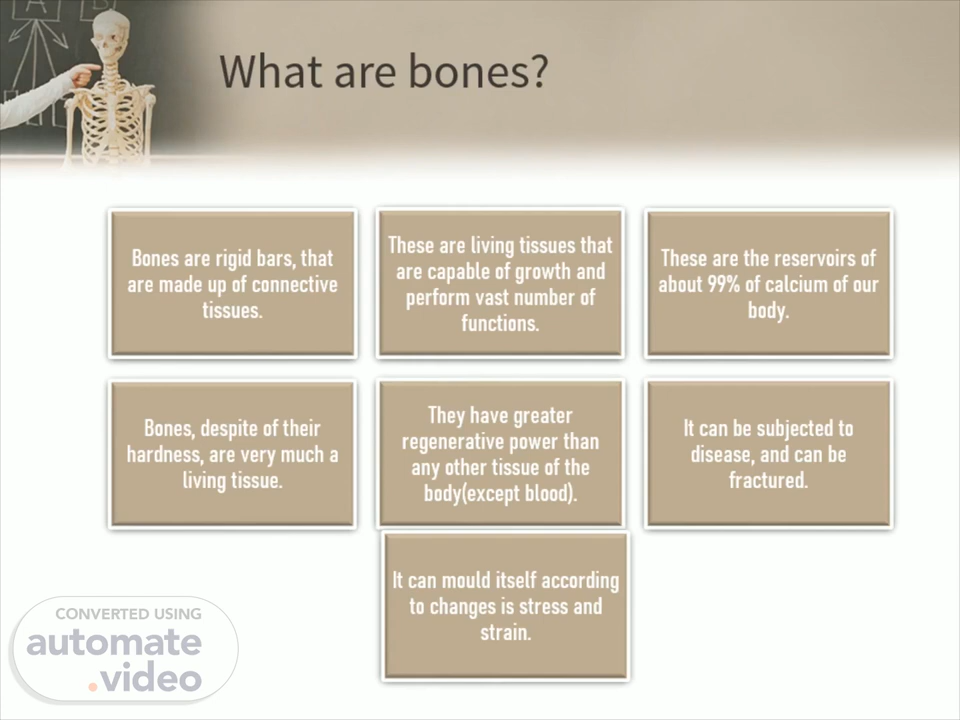 What are bones?
Bones are rigid bars, that
are made up of connective
tissues.
These are living tissues that
are capable of growth and
perform vast number of
functions.
These are the reservoirs of
about 99% of calcium of our
body.
Bones, despite of their
hardness, are very much a
living tissue.
They have greater
regenerative power than
any other tissue of the
body(except blood).
It can be subjected to
disease, and can be
fractured.
It can mould itself according
to changes is stress and
strain.
CONVERTED USING
automate
.video